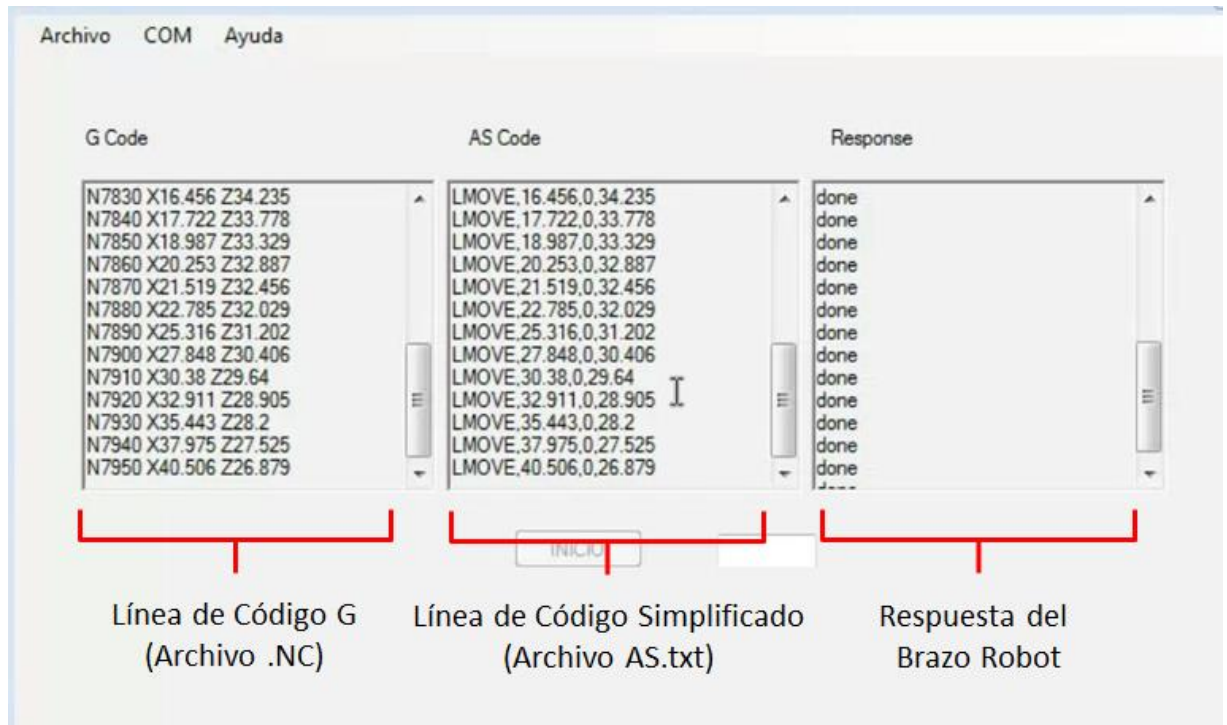 Archivo COM Ayuda
G Code
AS Code
Response
N7830 X16.456 Z34.235
N7840 X17.722 Z33.778
N7850 X18.987 Z33.329
N7860 X20.253 Z32.887
N7870 X21.519 Z32.456
N7880 X22.785 Z32.029
N7890 X25.316 Z31.202
N7900 X27.848 Z30.406
N7910 X30.38 Z29.64
N7920 X32.911 Z28.905
N7930 X35.443 Z28.2
N7940 X37.975 Z27.525
N7950 X40.506 Z26.879
LMOVE,16.456,0,34.235
LMOVE,17.722,0,33.778
LMOVE,18.987,0,33.329
LMOVE,20.253,0,32.887
LMOVE,21.519,0,32.456
LMOVE,22.785,0,32.029
LMOVE,25.316,0,31.202
LMOVE,27.848,0,30.406
LMOVE,30.38,0,29.64
LMOVE,32.911,0,28.905
LMOVE,35.443,0,28.2
LMOVE,37.975,0,27.525
LMOVE,40.506,0,26.879
done
done
done
done
done
done
done
done
done
done
done
done
done
INICIO
Línea de Código G
(Archivo .NC)
Línea de Código Simplificado
(Archivo AS.txt)
Respuesta del
Brazo Robot